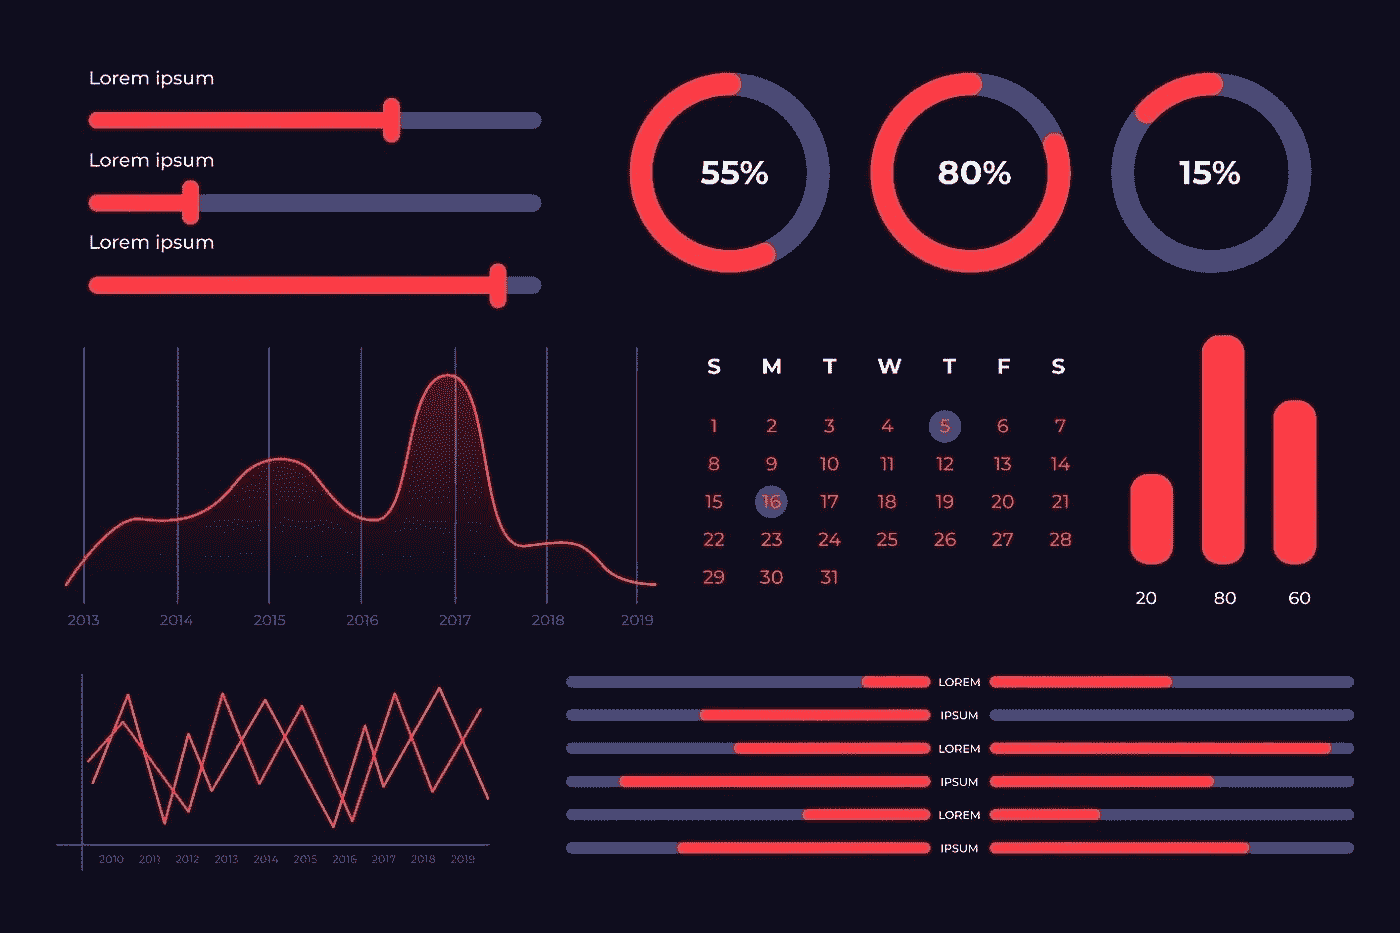 Lorem ipsum
Lorem ipsum
Lorem ipsum
55% 80% 15%
2013 2014 2015 2016 2017 2018 2019
S M T W T F S
1 2 3 4 5 6 7
8 9 10 11 12 13 14
15 16 17 18 19 20 21
22 23 24 25 26 27 28
29 30 31
20 80 60
2010 2011 2012 2013 2014 2015 2016 2017 2018 2019
LOREM
IPSUM
LOREM
IPSUM
LOREM
IPSUM